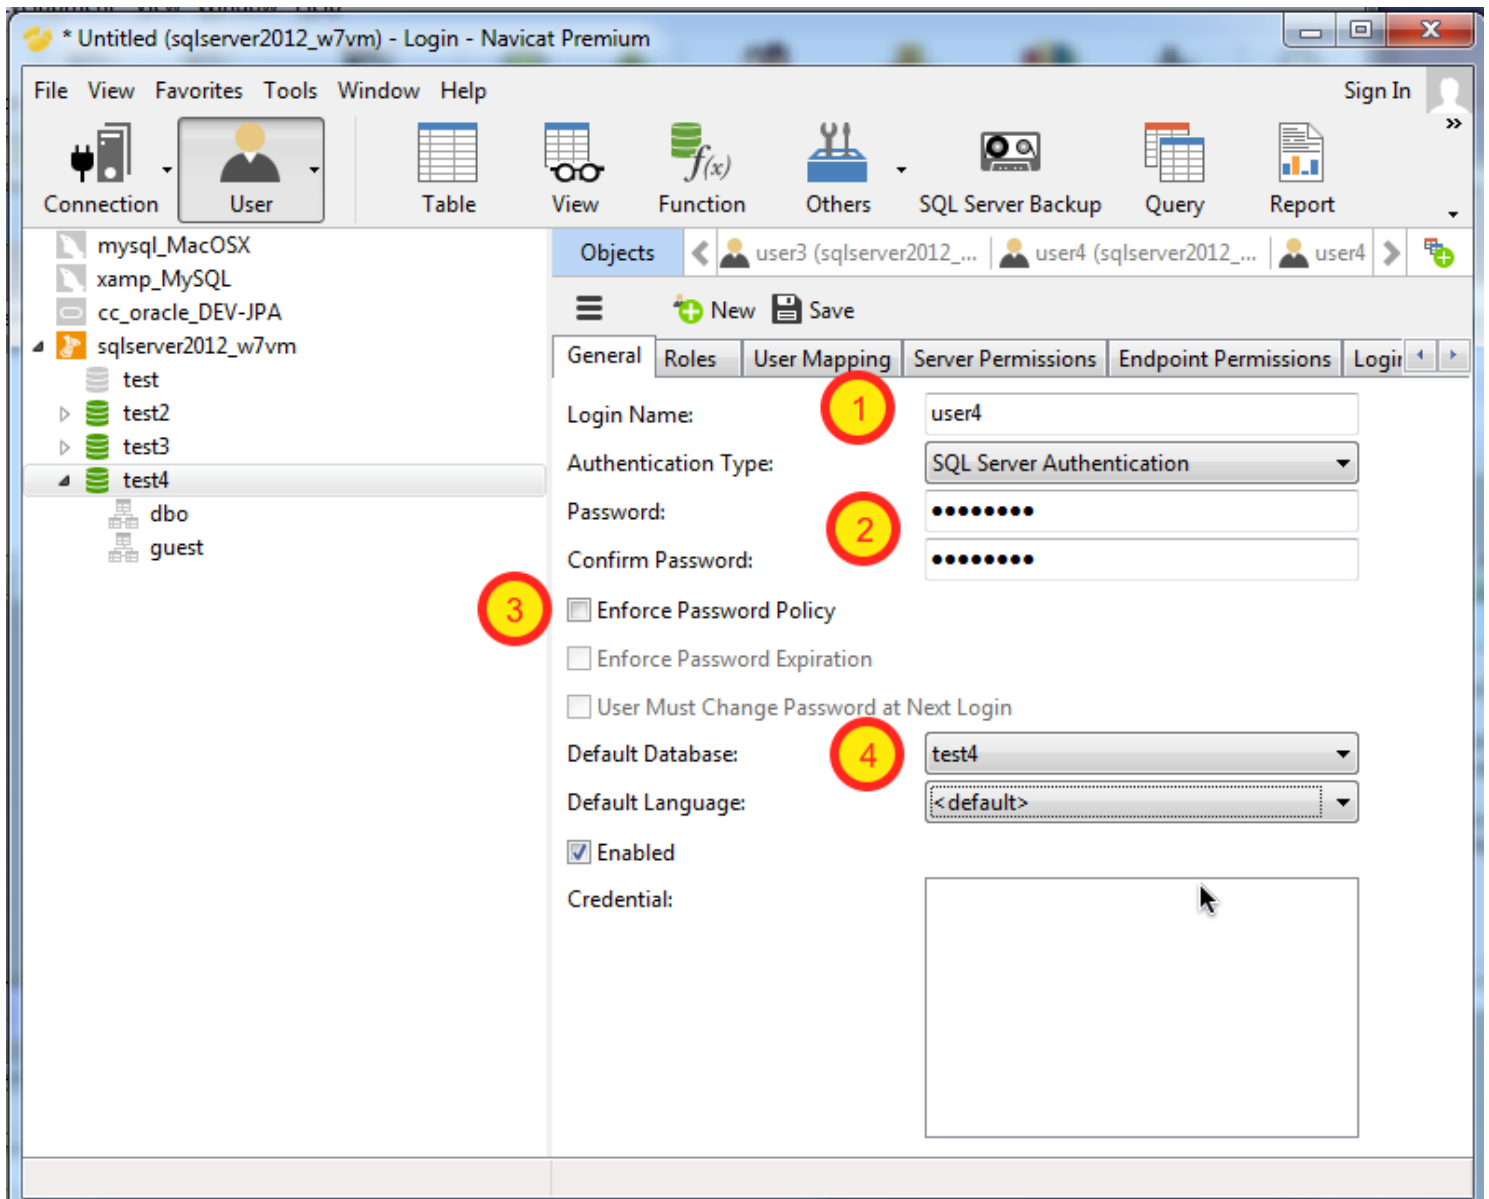 * Untitled (sqlserver2012_w7vm) - Login - Navicat Premium
File View Favorites Tools Window Help Sign In
Connection User Table View Function Others SQL Server Backup Query Report
f(x)
mysql_MacOSX
xamp_MySQL
cc_oracle_DEV-JPA
sqlserver2012_w7vm
test
test2
test3
test4
dbo
guest
Objects user3 (sqlserver2012_... user4 (sqlserver2012_... user4
New Save
General Roles User Mapping Server Permissions Endpoint Permissions Login
Login Name: 1 user4
Authentication Type: SQL Server Authentication
Password: ●●●●●●●●
2
Confirm Password: ●●●●●●●●
3 Enforce Password Policy
Enforce Password Expiration
User Must Change Password at Next Login
Default Database: 4 test4
Default Language: <default>
Enabled
Credential: